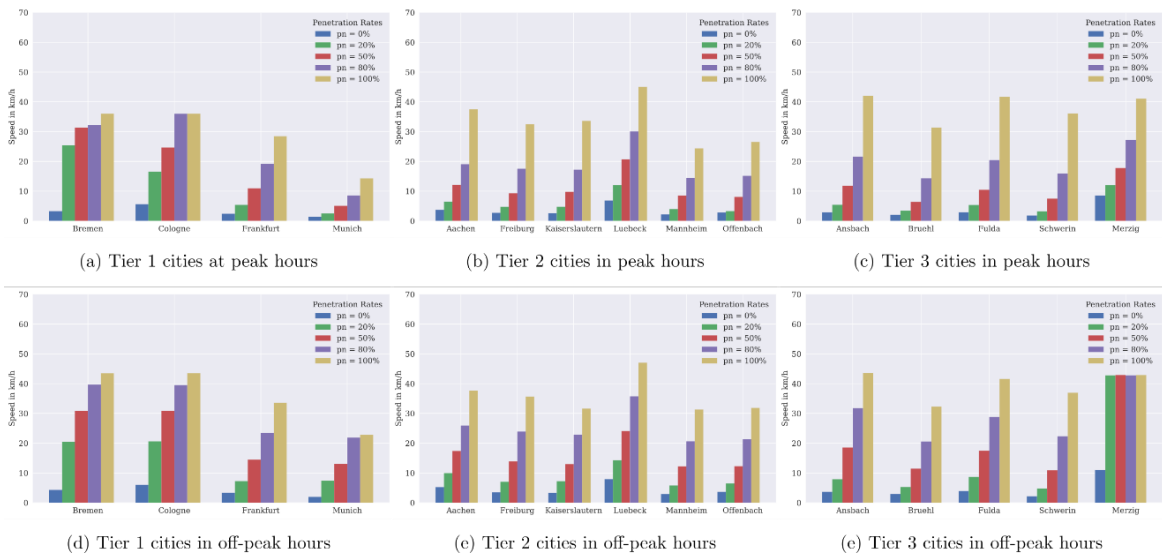 70
60
50
40
30
20
10
0
Speed in km/h
Penetration Rates
pn = 0%
pn = 20%
pn = 50%
pn = 80%
pn = 100%
Bremen Cologne Frankfurt Munich
(a) Tier 1 cities at peak hours
70
60
50
40
30
20
10
0
Speed in km/h
Penetration Rates
pn = 0%
pn = 20%
pn = 50%
pn = 80%
pn = 100%
Aachen Freiburg Kaiserslautern Luebeck Mannheim Offenbach
(b) Tier 2 cities in peak hours
70
60
50
40
30
20
10
0
Speed in km/h
Penetration Rates
pn = 0%
pn = 20%
pn = 50%
pn = 80%
pn = 100%
Ansbach Bruehl Fulda Schwerin Merzig
(c) Tier 3 cities in peak hours
70
60
50
40
30
20
10
0
Speed in km/h
Penetration Rates
pn = 0%
pn = 20%
pn = 50%
pn = 80%
pn = 100%
Bremen Cologne Frankfurt Munich
(d) Tier 1 cities in off-peak hours
70
60
50
40
30
20
10
0
Speed in km/h
Penetration Rates
pn = 0%
pn = 20%
pn = 50%
pn = 80%
pn = 100%
Aachen Freiburg Kaiserslautern Luebeck Mannheim Offenbach
(e) Tier 2 cities in off-peak hours
70
60
50
40
30
20
10
0
Speed in km/h
Penetration Rates
pn = 0%
pn = 20%
pn = 50%
pn = 80%
pn = 100%
Ansbach Bruehl Fulda Schwerin Merzig
(e) Tier 3 cities in off-peak hours